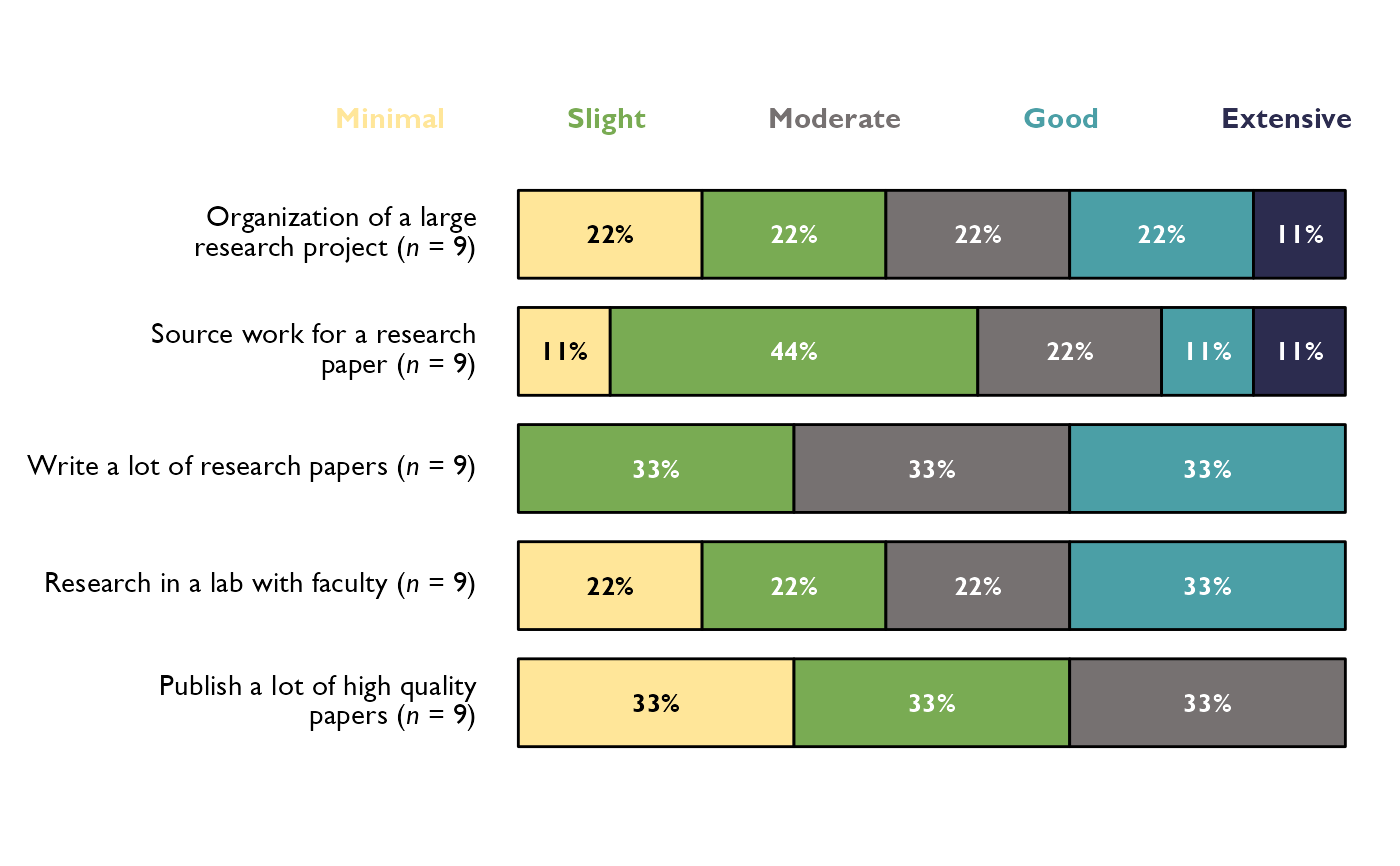 Minimal Slight Moderate Good Extensive
Organization of a large
research project (n = 9)
22% 22% 22% 22% 11%
Source work for a research
paper (n = 9)
11% 44% 22% 11% 11%
Write a lot of research papers (n = 9)
33% 33% 33%
Research in a lab with faculty (n = 9)
22% 22% 22% 33%
Publish a lot of high quality
papers (n = 9)
33% 33% 33%